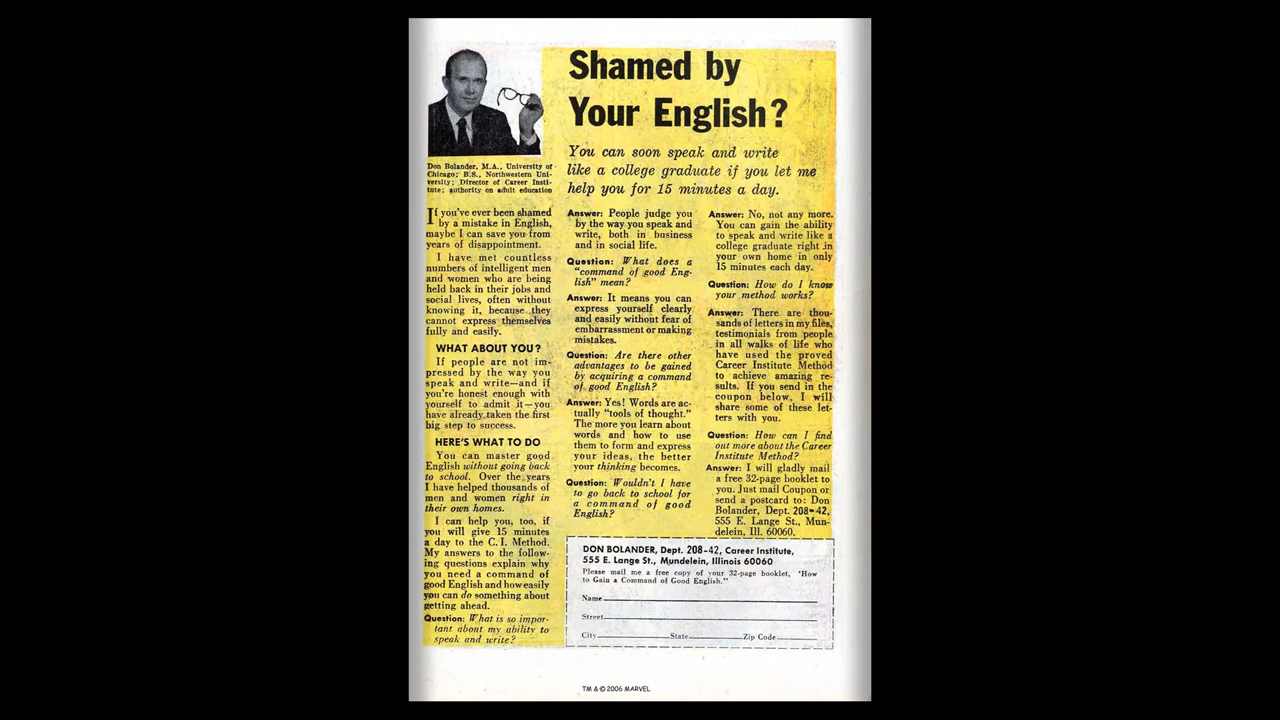 Shamed by
Your English?
You can soon speak and write
like a college graduate if you let me
help you for 15 minutes a day.
Don Bolander, M.A., University of
Chicago; B.S., Northwestern Uni-
versity; Director of Career Insti-
tute; authority on adult education
If you've ever been shamed
by a mistake in English,
maybe I can save you from
years of disappointment.
I have met countless
numbers of intelligent men
and women who are being
held back in their jobs and
social lives, often without
knowing it, because they
cannot express themselves
fully and easily.
WHAT ABOUT YOU?
If people are not im-
pressed by the way you
speak and write—and if
you're honest enough with
yourself to admit it—you
have already taken the first
big step to success.
HERE'S WHAT TO DO
You can master good
English without going back
to school. Over the years
I have helped thousands of
men and women right in
their own homes.
I can help you, too, if
you will give 15 minutes
a day to the C. I. Method.
My answers to the follow-
ing questions explain why
you need a command of
good English and how easily
you can do something about
getting ahead.
Question: What is so impor-
tant about my ability to
speak and write?
Answer: People judge you
by the way you speak and
write, both in business
and in social life.
Question: What does a
"command of good Eng-
lish" mean?
Answer: It means you can
express yourself clearly
and easily without fear of
embarrassment or making
mistakes.
Question: Are there other
advantages to be gained
by acquiring a command
of good English?
Answer: Yes! Words are ac-
tually "tools of thought."
The more you learn about
words and how to use
them to form and express
your ideas, the better
your thinking becomes.
Question: Wouldn't I have
to go back to school for
a command of good
English?
Answer: No, not any more.
You can gain the ability
to speak and write like a
college graduate right in
your own home in only
15 minutes each day.
Question: How do I know
your method works?
Answer: There are thou-
sands of letters in my files,
testimonials from people
in all walks of life who
have used the proved
Career Institute Method
to achieve amazing re-
sults. If you send in the
coupon below, I will
share some of these let-
ters with you.
Question: How can I find
out more about the Career
Institute Method?
Answer: I will gladly mail
a free 32-page booklet to
you. Just mail Coupon or
send a postcard to: Don
Bolander, Dept. 208-42,
555 E. Lange St., Mun-
delein, Ill. 60060.
DON BOLANDER, Dept. 208-42, Career Institute,
555 E. Lange St., Mundelein, Illinois 60060
Please mail me a free copy of your 32-page booklet, "How
to Gain a Command of Good English."
Name
Street
City State Zip Code
TM & © 2006 MARVEL